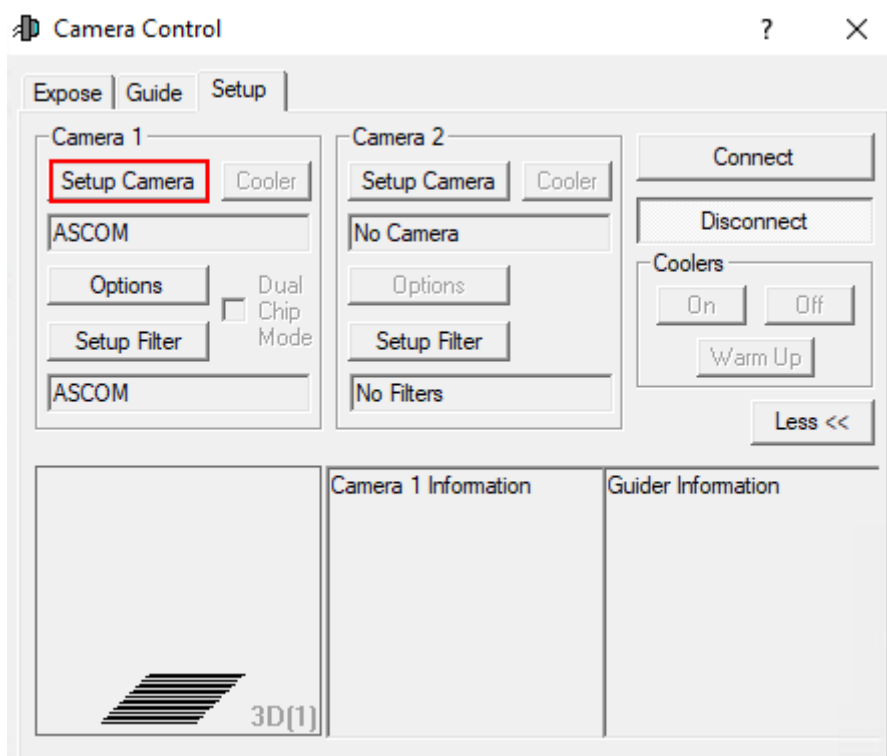 Camera Control
?
Expose
Guide
Setup
Camera 1
Setup Camera
Cooler
ASCOM
Options
Dual
Chip
Mode
Setup Filter
ASCOM
Camera 2
Setup Camera
Cooler
No Camera
Options
Setup Filter
No Filters
Connect
Disconnect
Coolers
On
Off
Warm Up
Less <<
3D(1)
Camera 1 Information
Guider Information